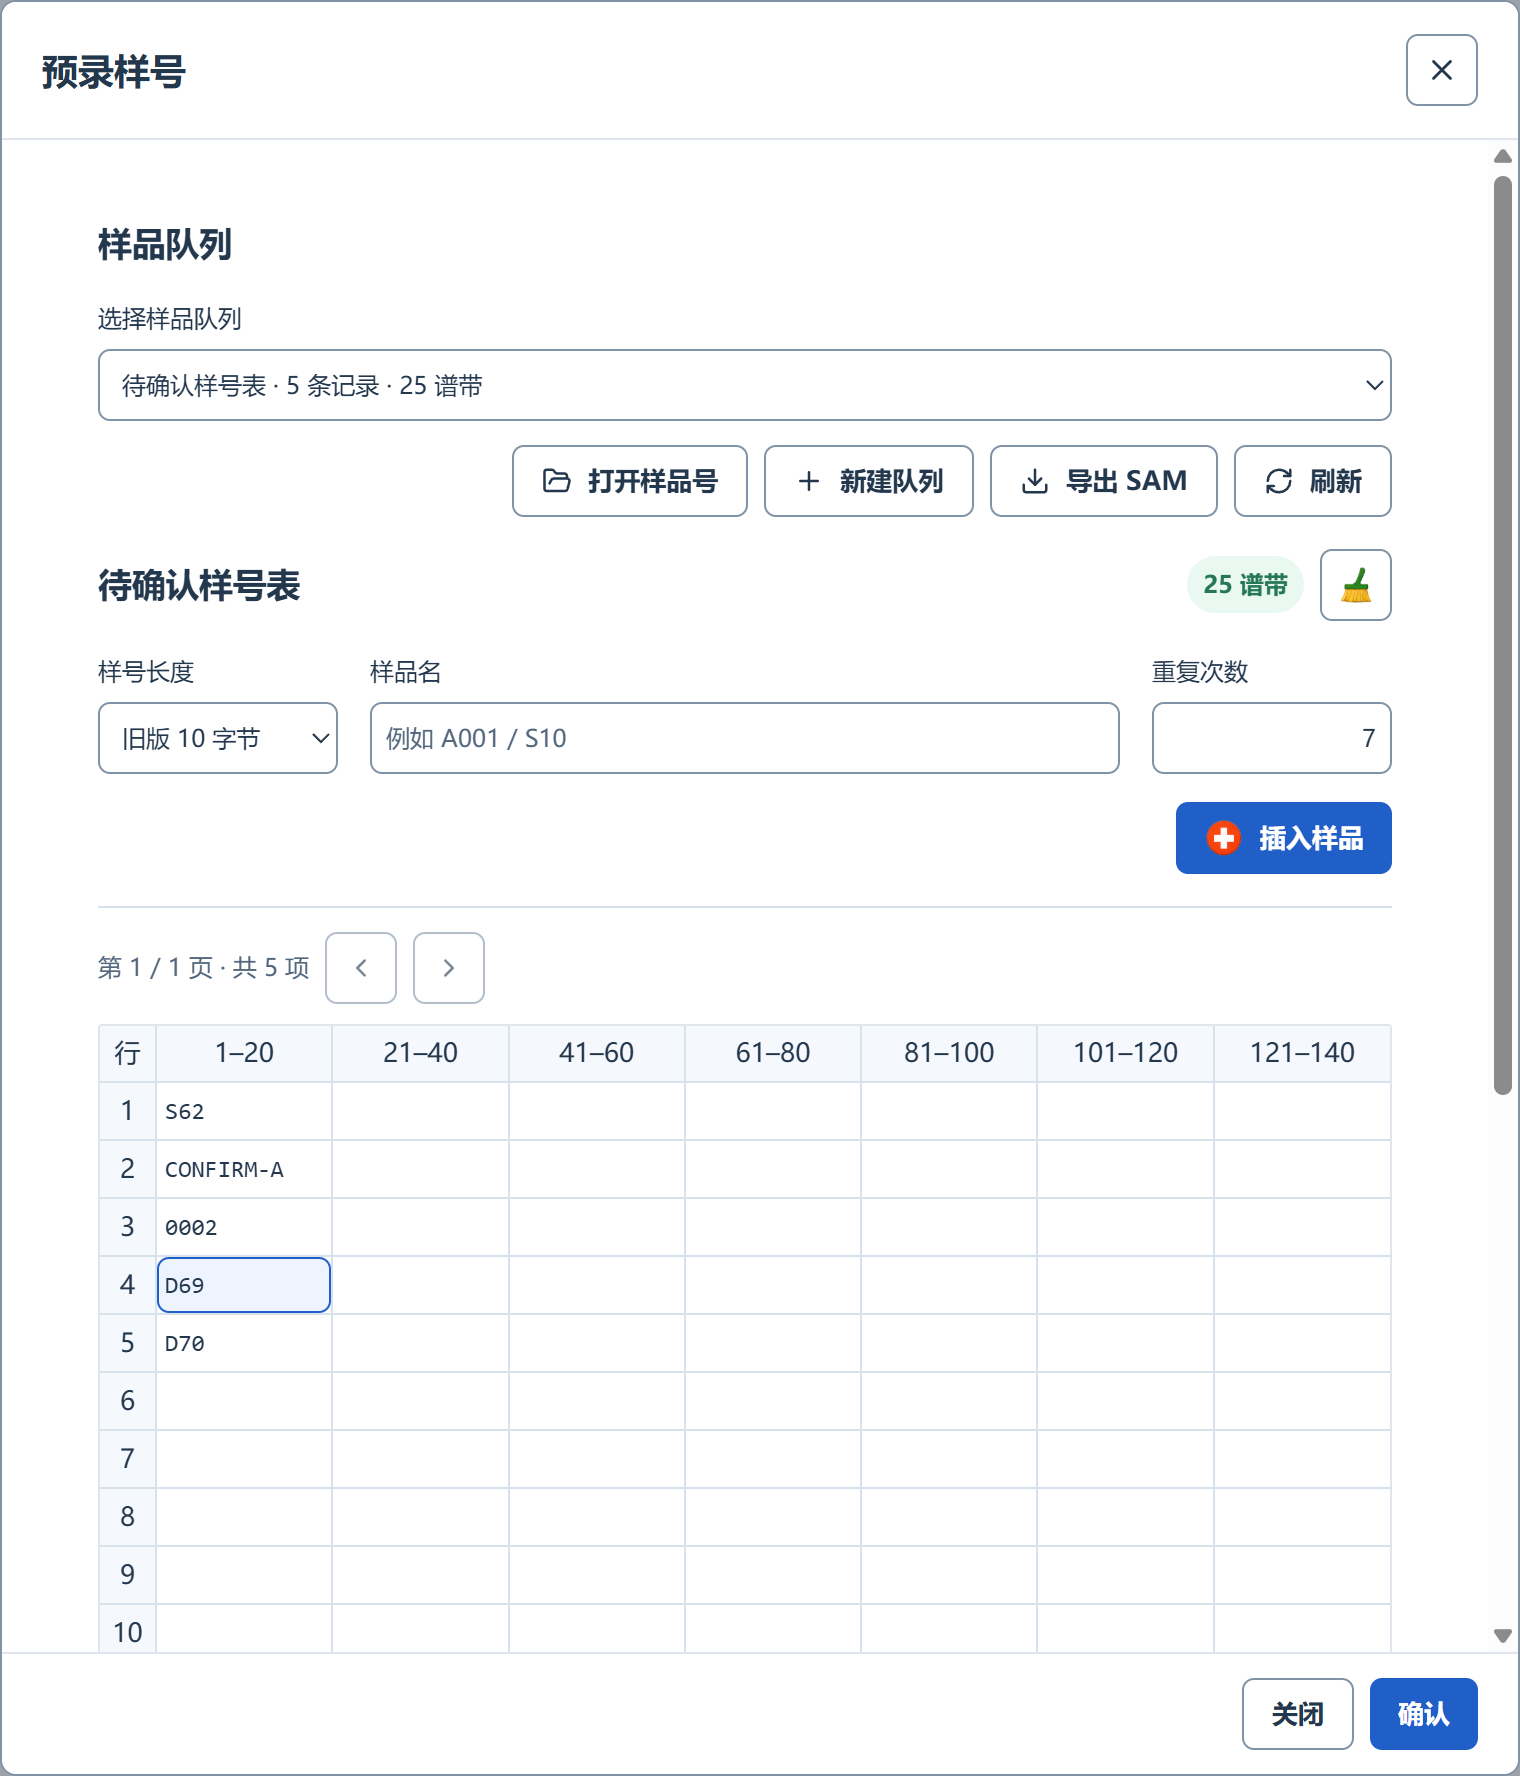 预录样号
样品队列
选择样品队列
待确认样号表 · 5 条记录 · 25 谱带
打开样品号 新建队列 导出 SAM 刷新
待确认样号表 25 谱带
样号长度 样品名 重复次数
旧版 10 字节 例如 A001 / S10 7
插入样品
第 1 / 1 页 · 共 5 项
行 1–20 21–40 41–60 61–80 81–100 101–120 121–140
1 S62
2 CONFIRM-A
3 0002
4 D69
5 D70
6
7
8
9
10
关闭 确认